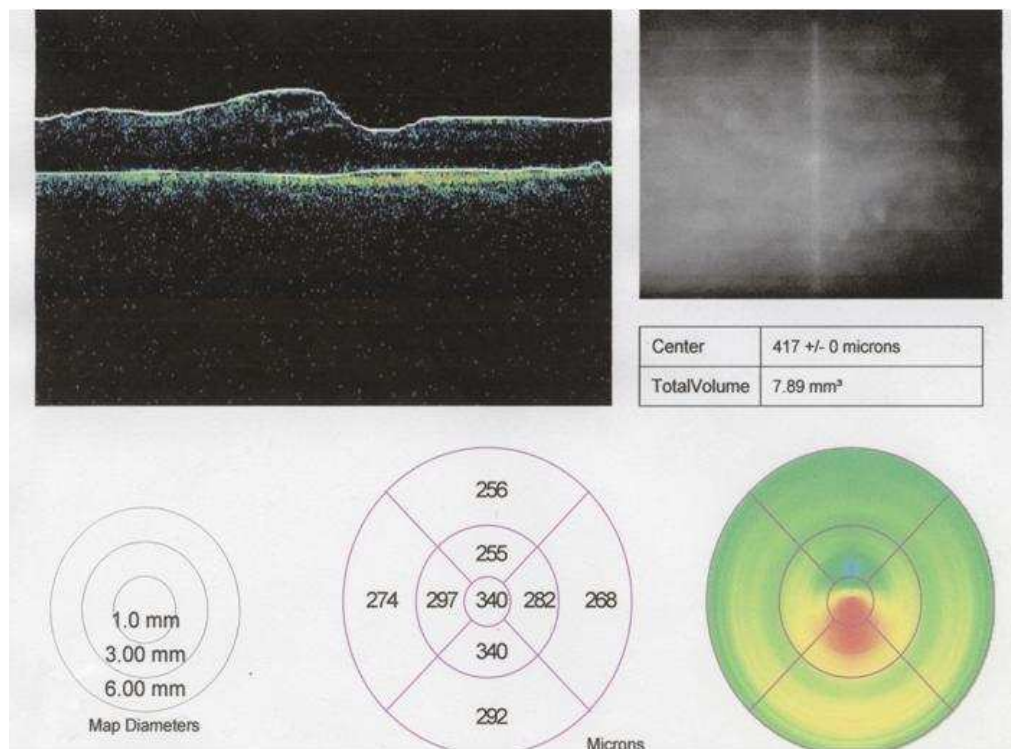 Center 417 +/- 0 microns
TotalVolume 7.89 mm³
256
255
274 297 340 282 268
340
292
Microns
1.0 mm
3.00 mm
6.00 mm
Map Diameters